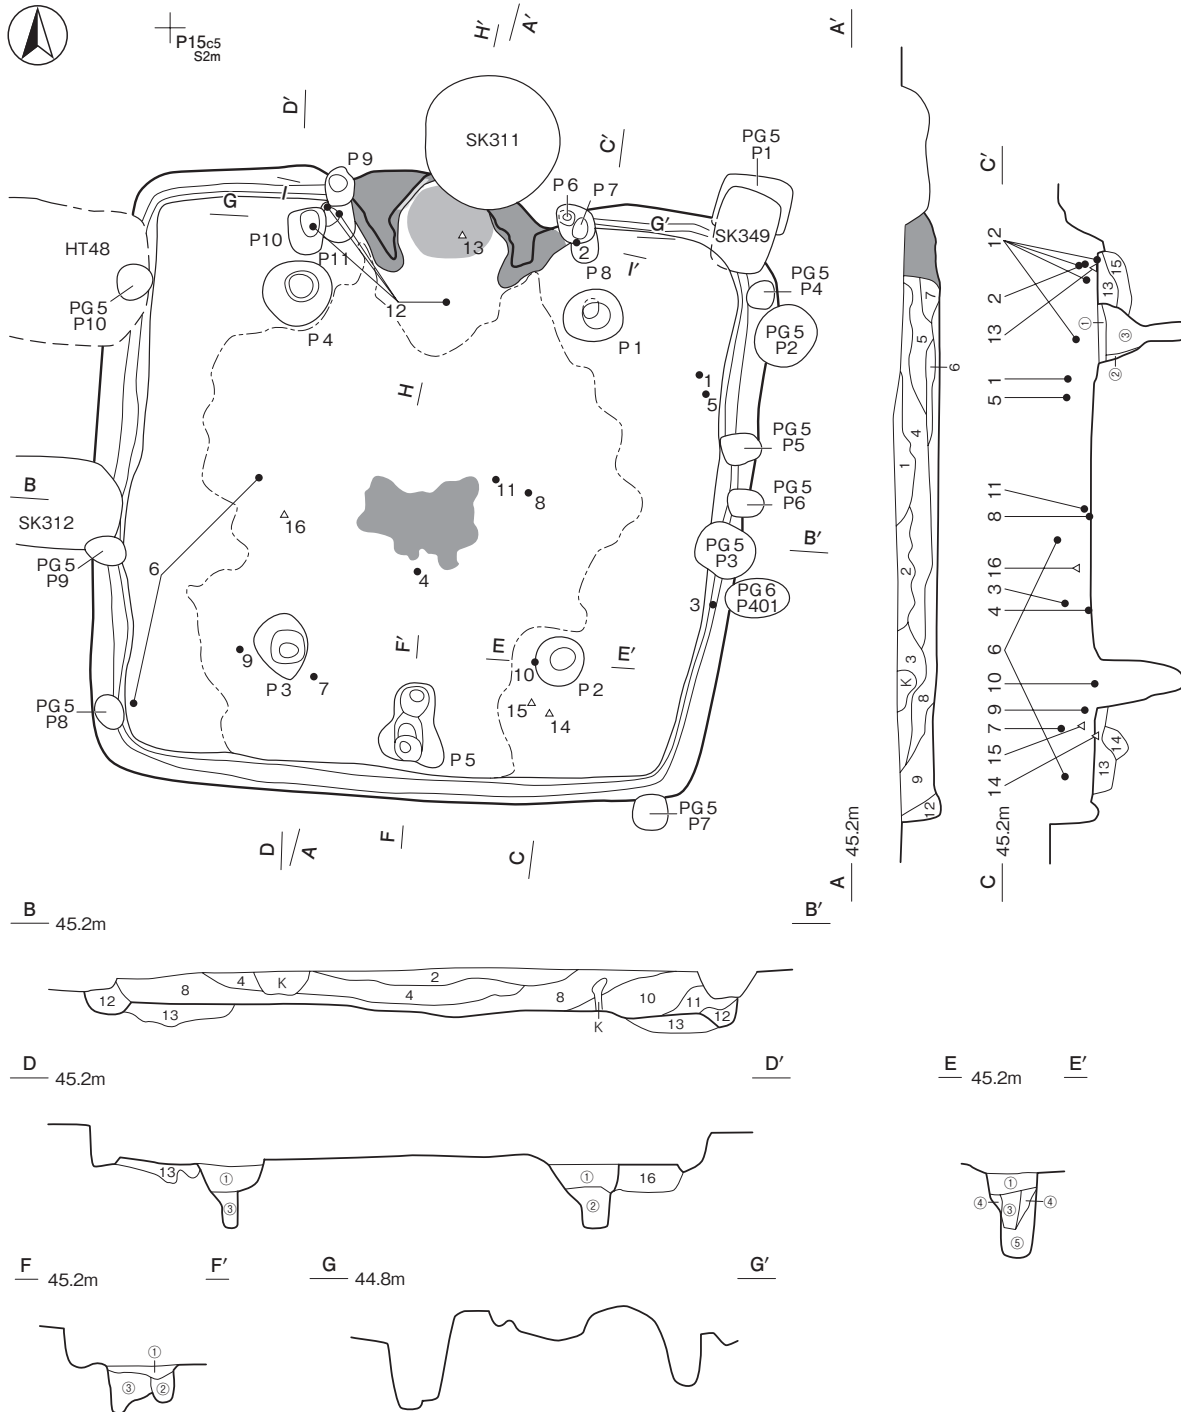 P15c5
S2m
H′
A′
A′
D′
C′
C′
SK311
PG5
P1
P9
P6
P7
G
I
G′
SK349
HT48
P10
P11
13
2
P8
I′
PG5
P4
PG5
P10
12
P4
P1
PG5
P2
H
1
5
PG5
P5
B
SK312
11
8
16
PG5
P6
PG5
P9
6
4
PG5
P3
B′
3
PG6
P401
F′
E
E′
9
P3
7
10
P2
PG5
P8
15
14
P5
PG5
P7
D
A
F
C
7
5
6
4
1
2
3
K
8
9
12
A
45.2m
12
2
13
1
5
11
8
16
3
4
6
10
9
7
15
14
15
13
①
③
②
14
13
C
45.2m
B 45.2m B′
12
8
4
K
2
4
8
K
10
11
12
13
13
D 45.2m D′
13
①
③
①
②
16
E 45.2m E′
①
④
③
④
⑤
F 45.2m F′
①
③
②
G 44.8m G′